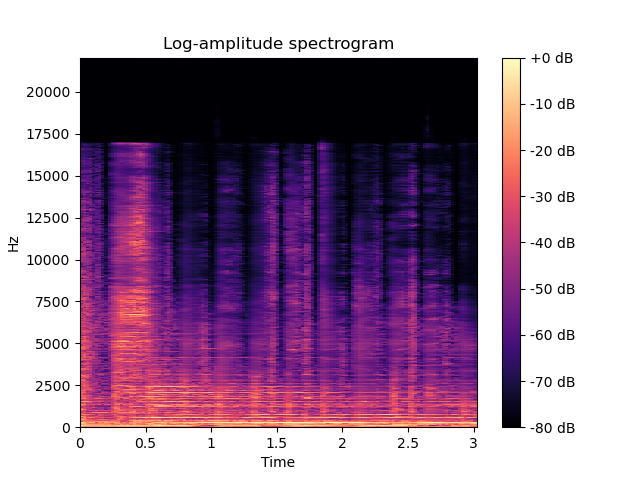 Log-amplitude spectrogram
Hz
20000
17500
15000
12500
10000
7500
5000
2500
0
0
0.5
1
1.5
2
2.5
3
Time
+0 dB
-10 dB
-20 dB
-30 dB
-40 dB
-50 dB
-60 dB
-70 dB
-80 dB